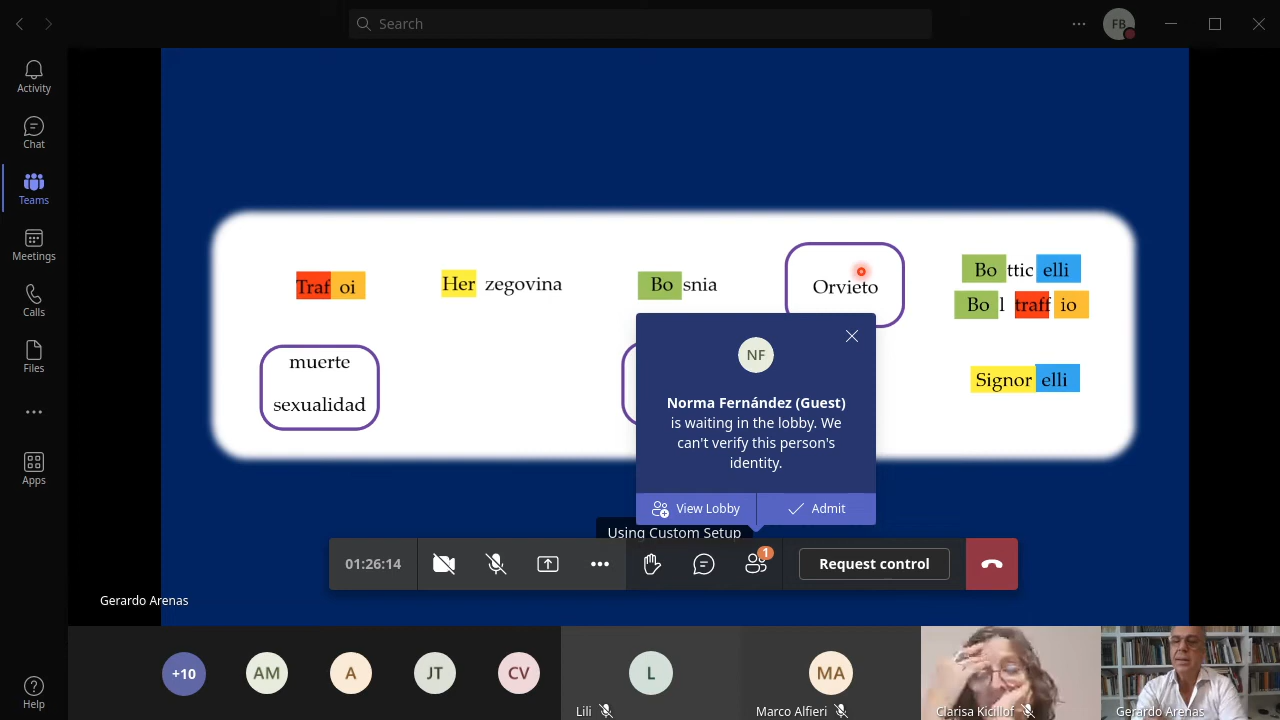 Search
FB
Activity
Chat
Teams
Meetings
Calls
Files
Apps
Help
Traf oi
Her zegovina
Bo snia
Orvieto
Bo ttic elli
Bo l traff io
muerte
sexualidad
Signor elli
NF
Norma Fernández (Guest)
is waiting in the lobby. We
can't verify this person's
identity.
View Lobby
Admit
Using Custom Setup
01:26:14
1
Request control
Gerardo Arenas
+10
AM
A
JT
CV
L
MA
Lili
Marco Alfieri
Clarisa Kicillof
Gerardo Arenas